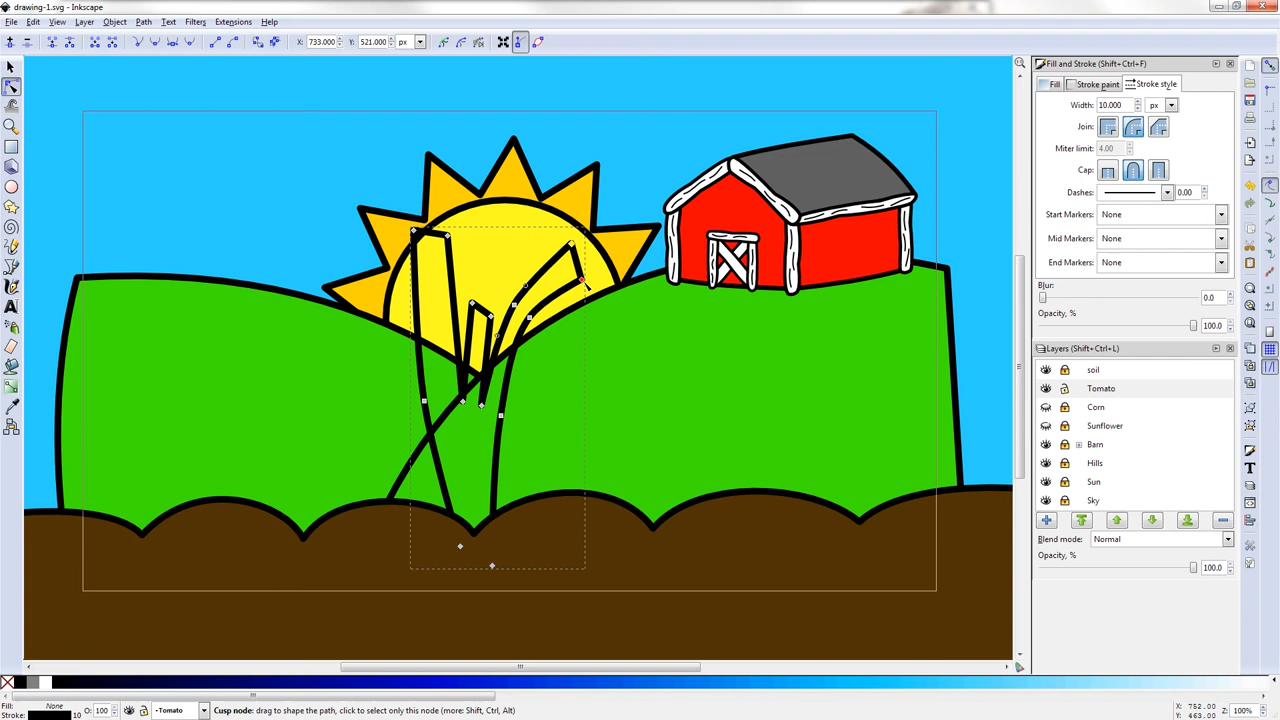 drawing-1.svg - Inkscape
File Edit View Layer Object Path Text Filters Extensions Help
X: 733.000 Y: 521.000 px
Fill and Stroke (Shift+Ctrl+F)
Fill Stroke paint Stroke style
Width: 10.000 px
Join:
Miter limit: 4.00
Cap:
Dashes: 0.00
Start Markers: None
Mid Markers: None
End Markers: None
Blur:
0.0
Opacity, %
100.0
Layers (Shift+Ctrl+L)
soil
Tomato
Corn
Sunflower
Barn
Hills
Sun
Sky
Blend mode: Normal
Opacity, %
100.0
Fill: None
Stroke: 10 O: 100 •Tomato Cusp node: drag to shape the path, click to select only this node (more: Shift, Ctrl, Alt)
X: 752.00
Y: 463.00 Z: 100%